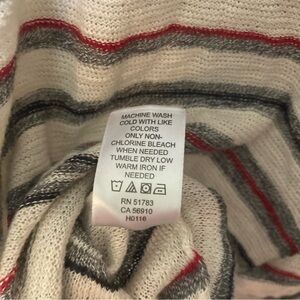 MACHINE WASH
COLD WITH LIKE
COLORS
ONLY NON-
CHLORINE BLEACH
WHEN NEEDED
TUMBLE DRY LOW
WARM IRON IF
NEEDED
RN 51783
CA 56910
H0116